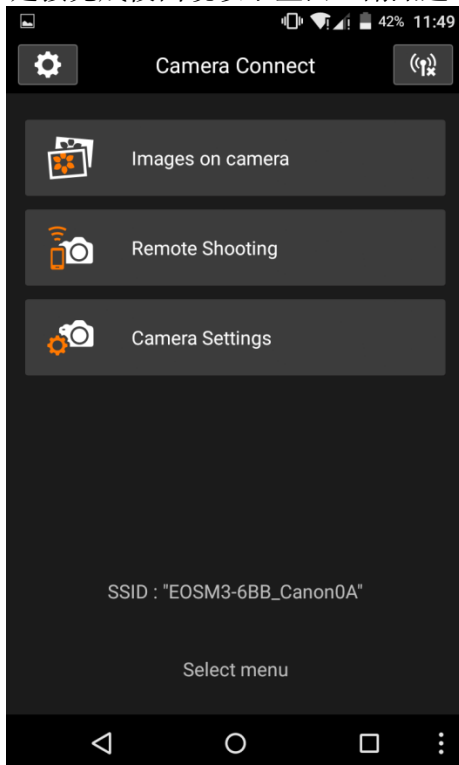 42% 11:49
Camera Connect
Images on camera
Remote Shooting
Camera Settings
SSID : "EOSM3-6BB_Canon0A"
Select menu